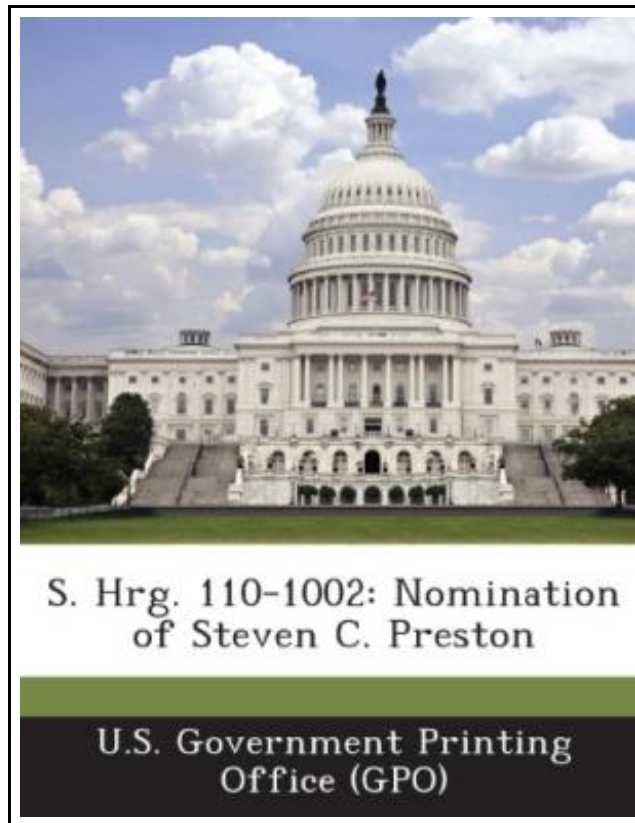 S. Hrg. 110-1002: Nomination
of Steven C. Preston
U.S. Government Printing
Office (GPO)